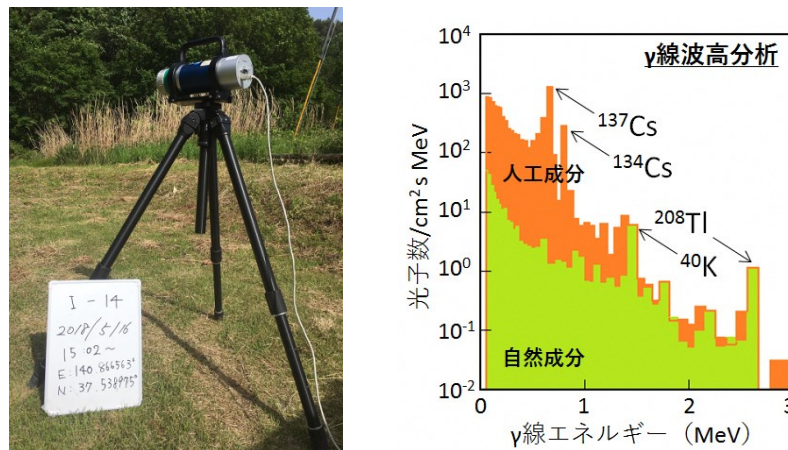 I-14
2018/5/16
15:02~
E:140.866563°
N:37.538975°
γ線波高分析
10⁴
10³
10²
10¹
10⁰
10⁻¹
10⁻²
光子数/cm² s MeV
¹³⁷Cs
¹³⁴Cs
人工成分
²⁰⁸Tl
⁴⁰K
自然成分
0
1
2
3
γ線エネルギー（MeV）